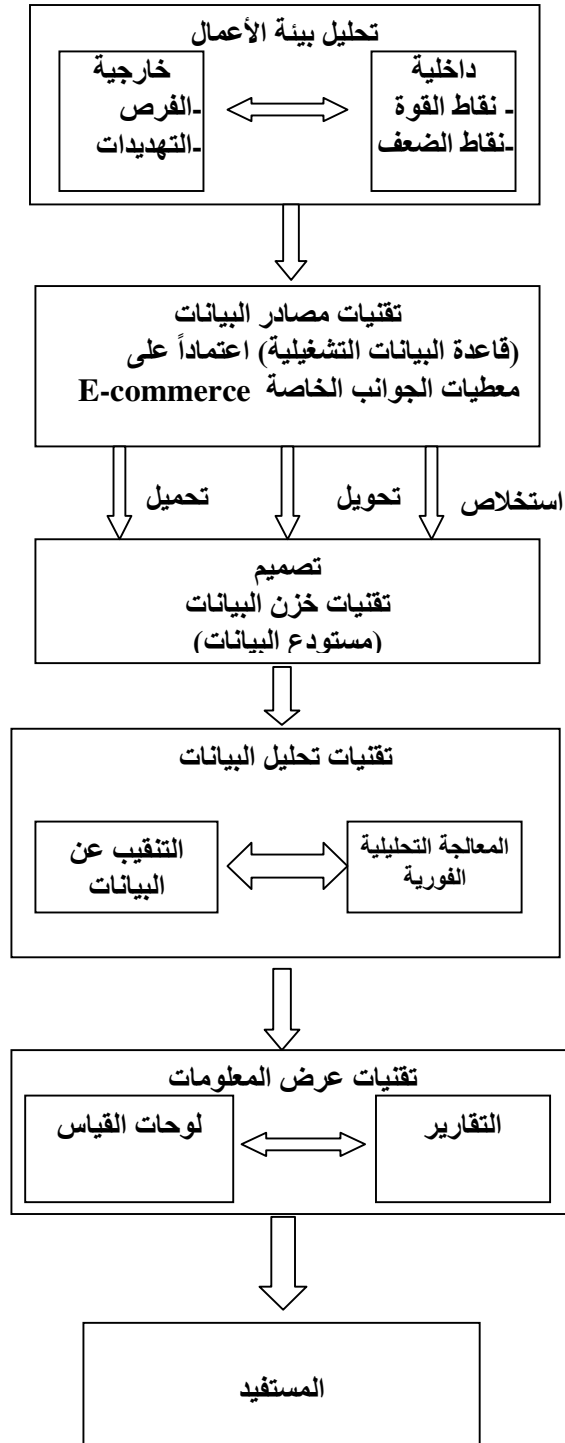 تحليل بيئة الأعمال
داخلية
- نقاط القوة
-نقاط الضعف
خارجية
-الفرص
-التهديدات
تقنيات مصادر البيانات
(قاعدة البيانات التشغيلية) اعتماداً على
معطيات الجوانب الخاصة E-commerce
استخلاص
تحويل
تحميل
تصميم
تقنيات خزن البيانات
(مستودع البيانات)
تقنيات تحليل البيانات
المعالجة التحليلية
الفورية
التنقيب عن
البيانات
تقنيات عرض المعلومات
التقارير
لوحات القياس
المستفيد